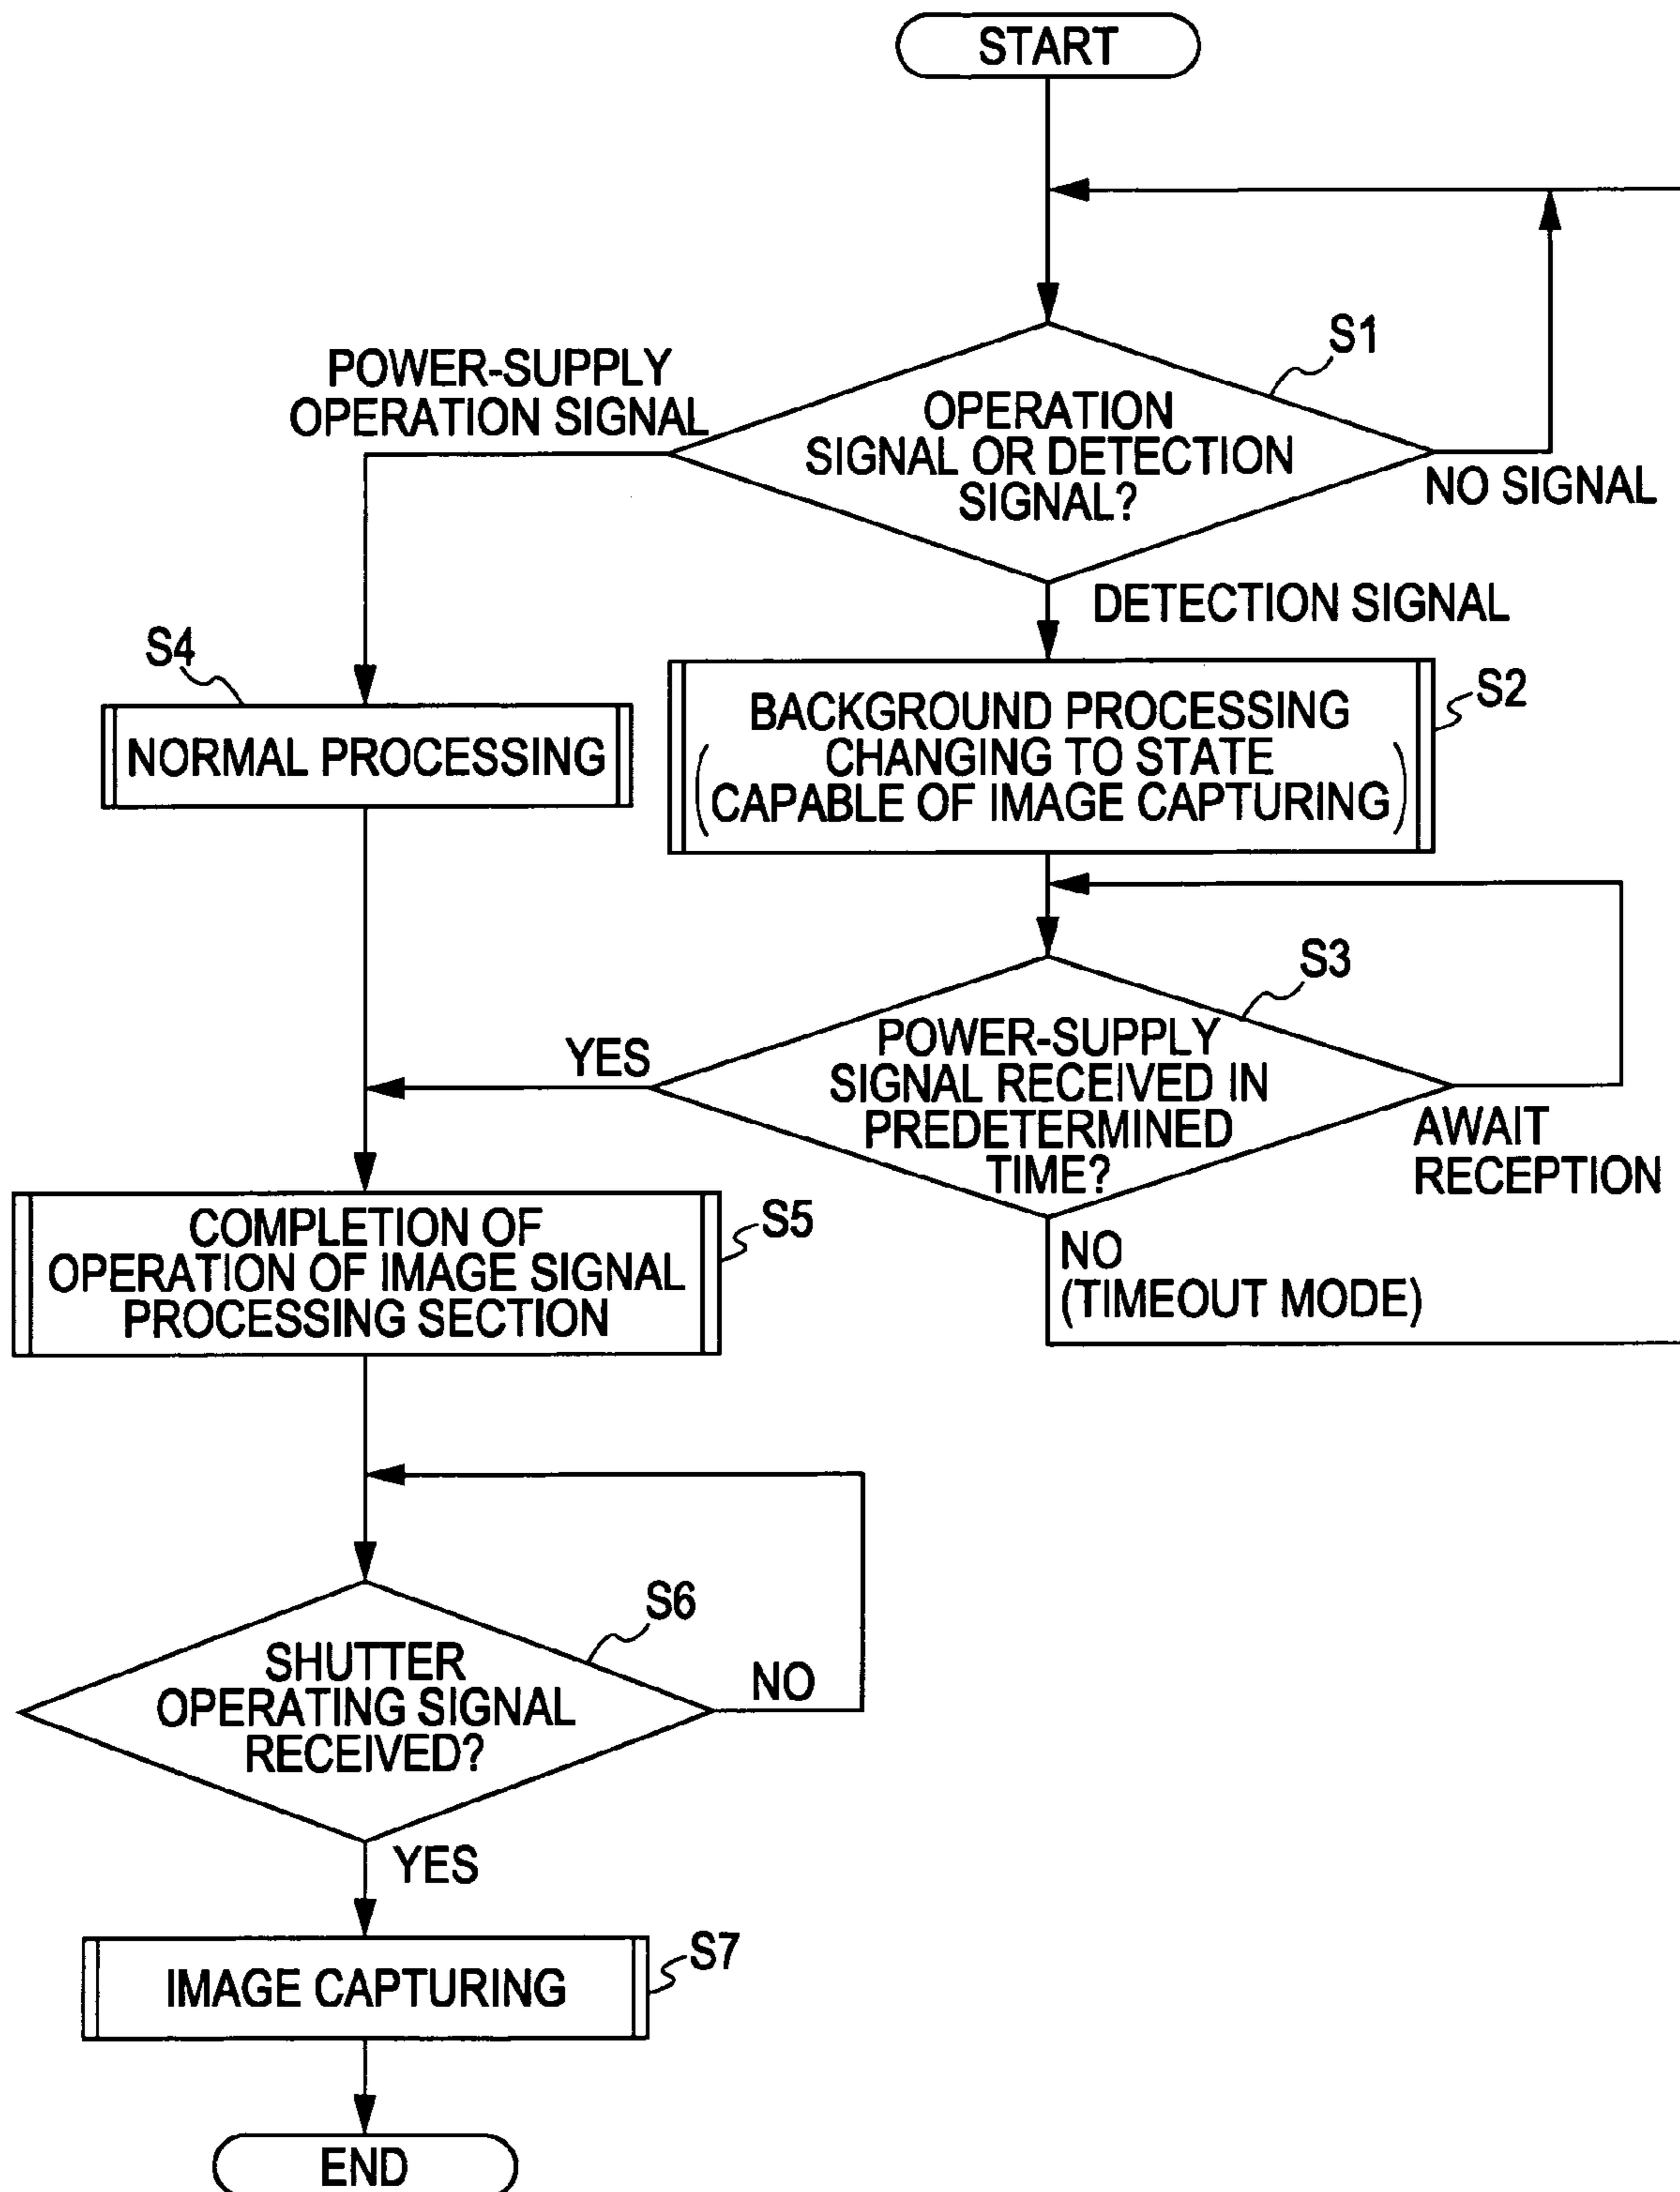 START
S1
POWER-SUPPLY
OPERATION SIGNAL
OPERATION
SIGNAL OR DETECTION
SIGNAL?
NO SIGNAL
DETECTION SIGNAL
S4
NORMAL PROCESSING
S2
BACKGROUND PROCESSING
(CHANGING TO STATE
CAPABLE OF IMAGE CAPTURING)
S3
YES
POWER-SUPPLY
SIGNAL RECEIVED IN
PREDETERMINED
TIME?
AWAIT
RECEPTION
NO
(TIMEOUT MODE)
COMPLETION OF
OPERATION OF IMAGE SIGNAL
PROCESSING SECTION
S5
S6
SHUTTER
OPERATING SIGNAL
RECEIVED?
NO
YES
IMAGE CAPTURING
S7
END